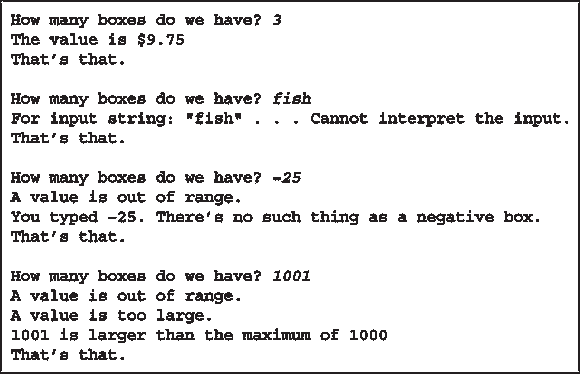 How many boxes do we have? 3
The value is $9.75
That's that.
How many boxes do we have? fish
For input string: "fish" . . . Cannot interpret the input.
That's that.
How many boxes do we have? -25
A value is out of range.
You typed -25. There's no such thing as a negative box.
That's that.
How many boxes do we have? 1001
A value is out of range.
A value is too large.
1001 is larger than the maximum of 1000
That's that.